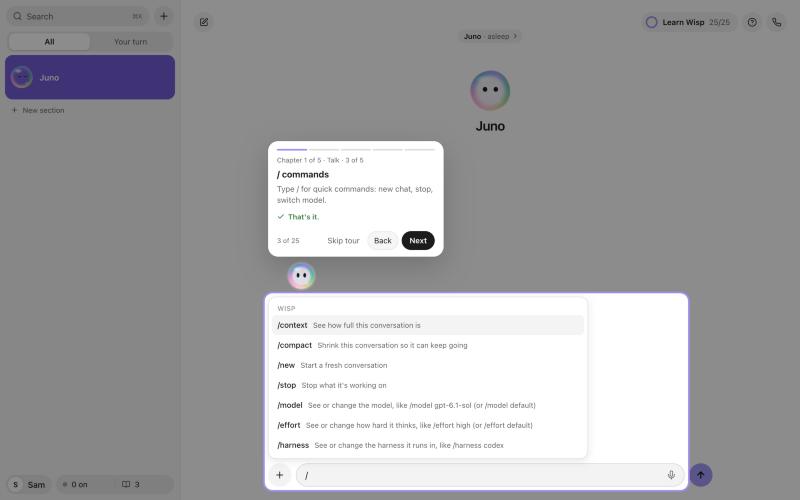 Search ⌘K
All Your turn
Juno
New section
Learn Wisp 25/25
Juno · asleep
Juno
Chapter 1 of 5 · Talk · 3 of 5
/ commands
Type / for quick commands: new chat, stop,
switch model.
That's it.
3 of 25 Skip tour Back Next
WISP
/context See how full this conversation is
/compact Shrink this conversation so it can keep going
/new Start a fresh conversation
/stop Stop what it's working on
/model See or change the model, like /model gpt-6.1-sol (or /model default)
/effort See or change how hard it thinks, like /effort high (or /effort default)
/harness See or change the harness it runs in, like /harness codex
/
S Sam 0 on 3